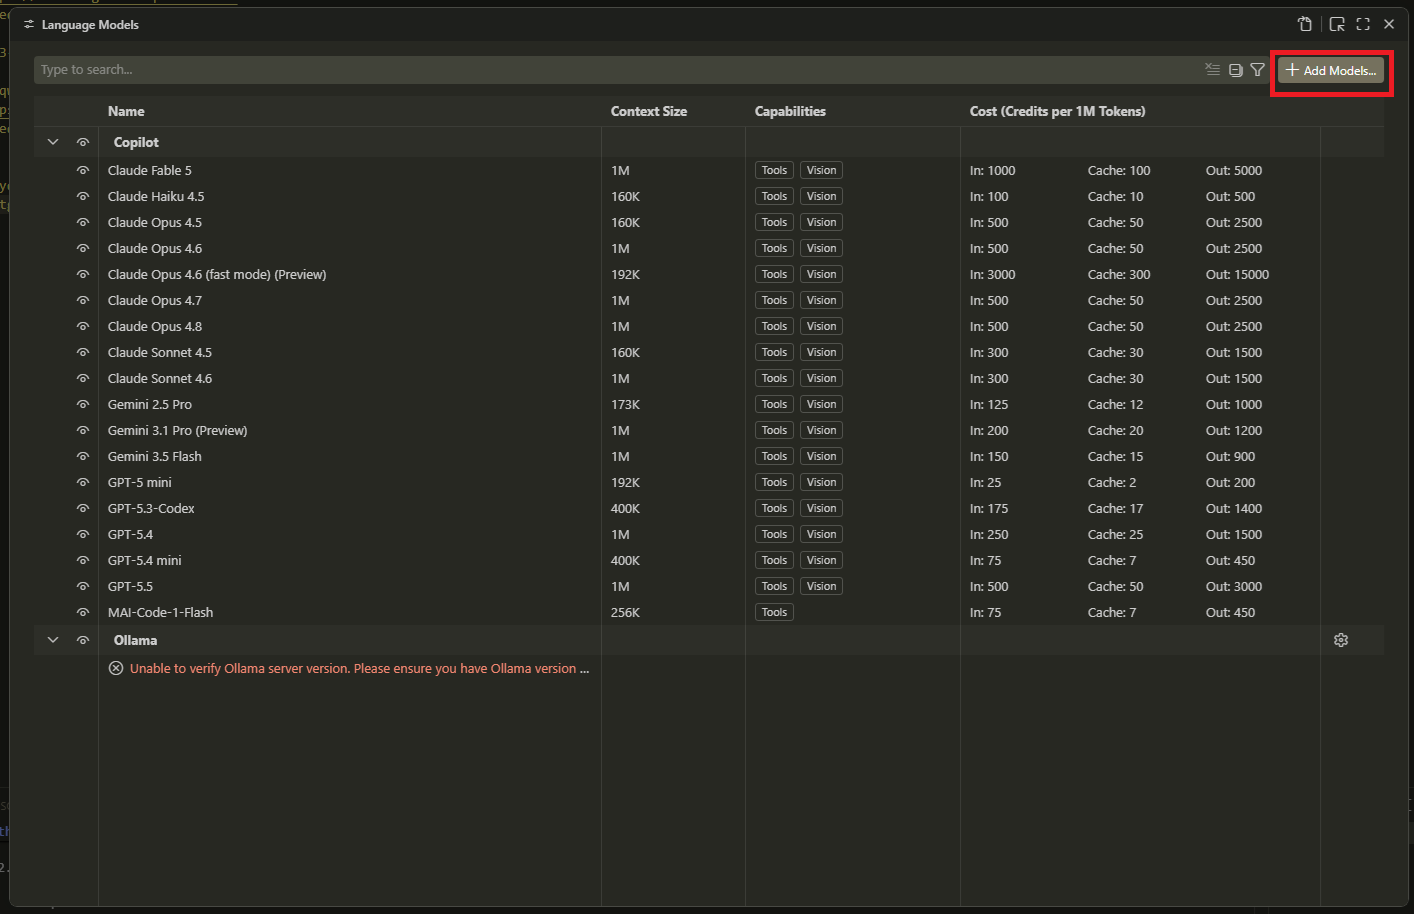 Language Models
Type to search...
Add Models...
Name Context Size Capabilities Cost (Credits per 1M Tokens)
Copilot
Claude Fable 5 1M Tools Vision In: 1000 Cache: 100 Out: 5000
Claude Haiku 4.5 160K Tools Vision In: 100 Cache: 10 Out: 500
Claude Opus 4.5 160K Tools Vision In: 500 Cache: 50 Out: 2500
Claude Opus 4.6 1M Tools Vision In: 500 Cache: 50 Out: 2500
Claude Opus 4.6 (fast mode) (Preview) 192K Tools Vision In: 3000 Cache: 300 Out: 15000
Claude Opus 4.7 1M Tools Vision In: 500 Cache: 50 Out: 2500
Claude Opus 4.8 1M Tools Vision In: 500 Cache: 50 Out: 2500
Claude Sonnet 4.5 160K Tools Vision In: 300 Cache: 30 Out: 1500
Claude Sonnet 4.6 1M Tools Vision In: 300 Cache: 30 Out: 1500
Gemini 2.5 Pro 173K Tools Vision In: 125 Cache: 12 Out: 1000
Gemini 3.1 Pro (Preview) 1M Tools Vision In: 200 Cache: 20 Out: 1200
Gemini 3.5 Flash 1M Tools Vision In: 150 Cache: 15 Out: 900
GPT-5 mini 192K Tools Vision In: 25 Cache: 2 Out: 200
GPT-5.3-Codex 400K Tools Vision In: 175 Cache: 17 Out: 1400
GPT-5.4 1M Tools Vision In: 250 Cache: 25 Out: 1500
GPT-5.4 mini 400K Tools Vision In: 75 Cache: 7 Out: 450
GPT-5.5 1M Tools Vision In: 500 Cache: 50 Out: 3000
MAI-Code-1-Flash 256K Tools In: 75 Cache: 7 Out: 450
Ollama
Unable to verify Ollama server version. Please ensure you have Ollama version ...